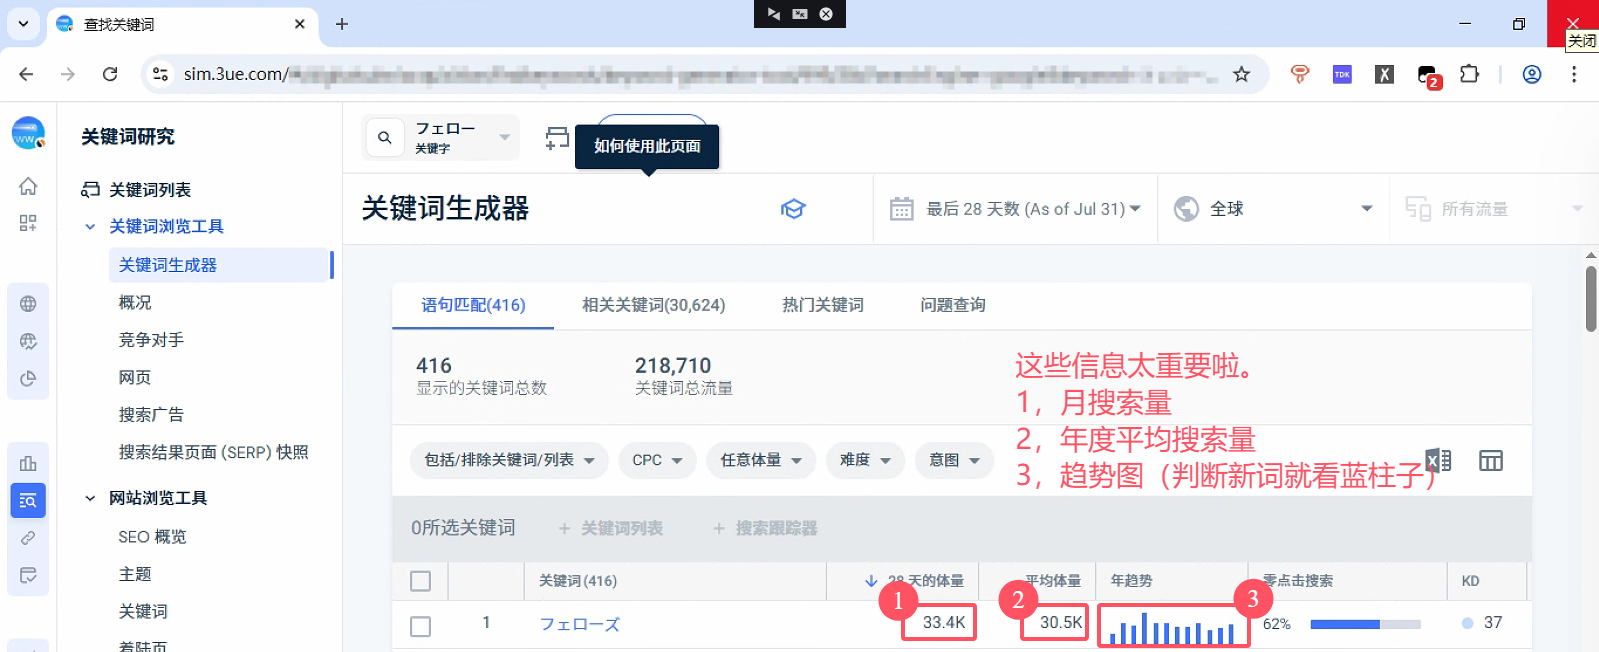 查找关键词
关闭
sim.3ue.com/
TDK
X
2
关键词研究
关键词列表
关键词浏览工具
关键词生成器
概况
竞争对手
网页
搜索广告
搜索结果页面 (SERP) 快照
网站浏览工具
SEO 概览
主题
关键词
着陆页
フェロー
关键字
如何使用此页面
关键词生成器
最后 28 天数 (As of Jul 31)
全球
所有流量
语句匹配(416)
相关关键词(30,624)
热门关键词
问题查询
416
显示的关键词总数
218,710
关键词总流量
这些信息太重要啦。
1，月搜索量
2，年度平均搜索量
3，趋势图（判断新词就看蓝柱子）
包括/排除关键词/列表
CPC
任意体量
难度
意图
0所选关键词
+ 关键词列表
+ 搜索跟踪器
关键词(416)
28 天的体量
平均体量
年趋势
零点击搜索
KD
1
2
3
1
フェローズ
33.4K
30.5K
62%
37